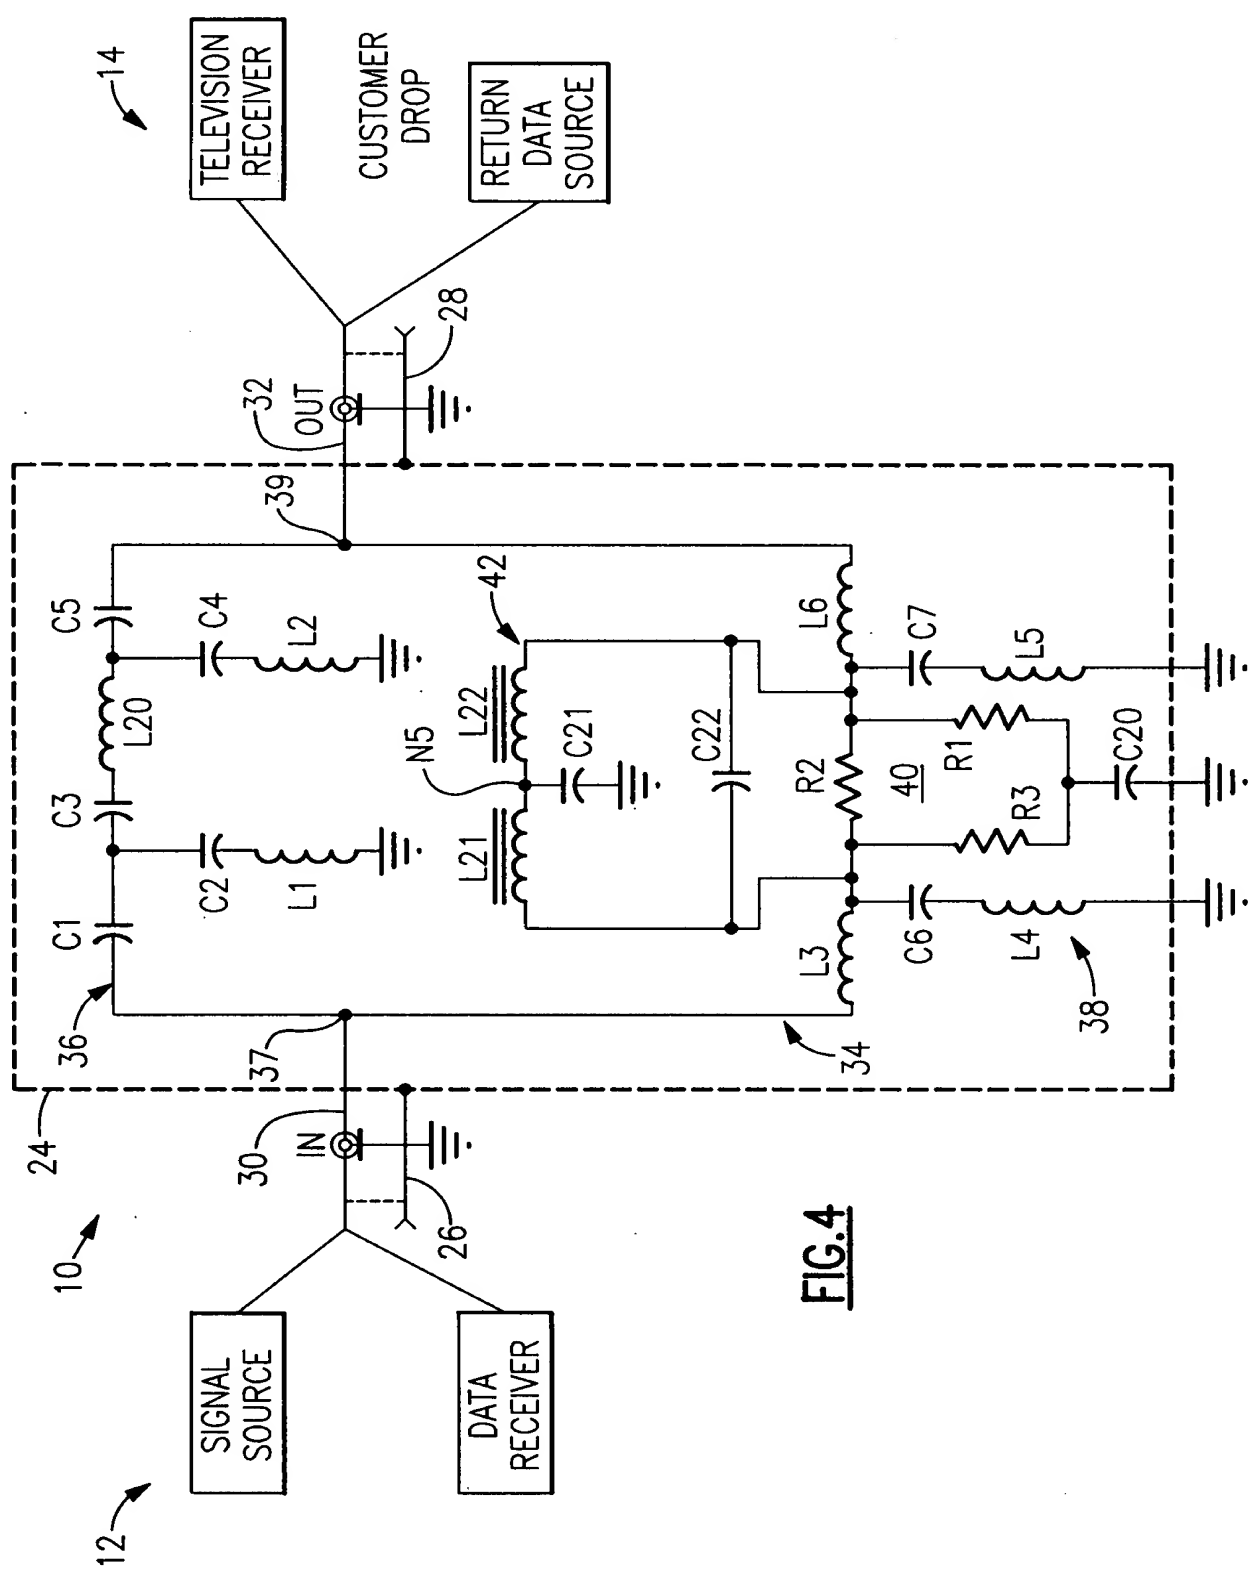 14
TELEVISION
RECEIVER
CUSTOMER
DROP
RETURN
DATA
SOURCE
28
32
OUT
39
C5
C4
L2
L20
C3
C2
L1
C1
36
42
L22
N5
C21
L21
C22
L6
C7
L5
R2
40
R1
R3
C20
L3
C6
L4
38
34
37
24
30
IN
26
10
SIGNAL
SOURCE
DATA
RECEIVER
12
FIG.4